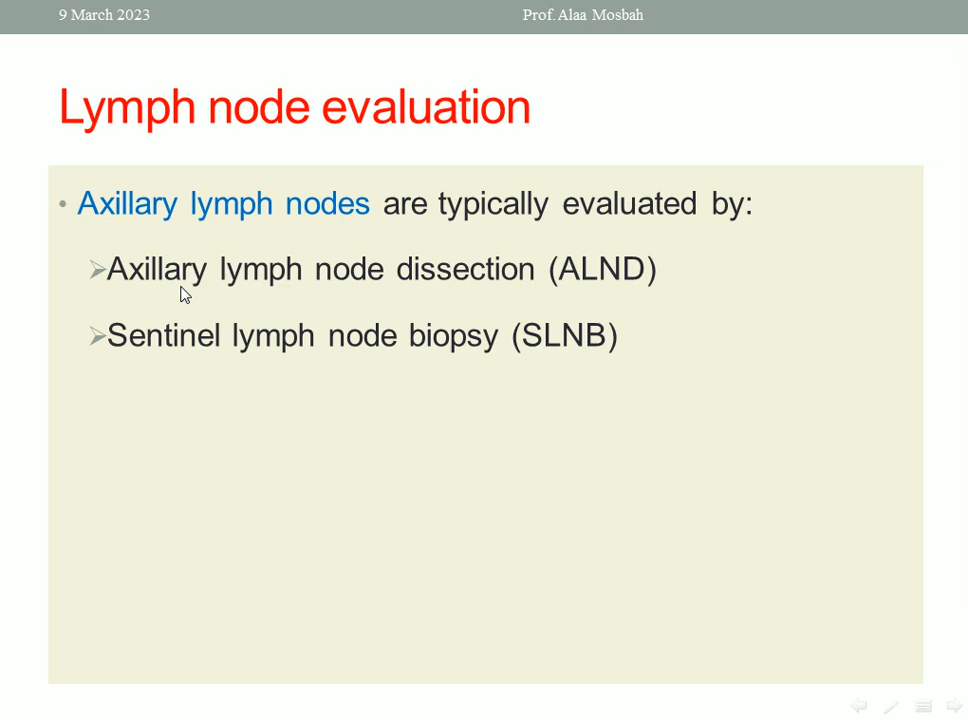 9 March 2023 Prof. Alaa Mosbah
Lymph node evaluation
• Axillary lymph nodes are typically evaluated by:
➢Axillary lymph node dissection (ALND)
➢Sentinel lymph node biopsy (SLNB)